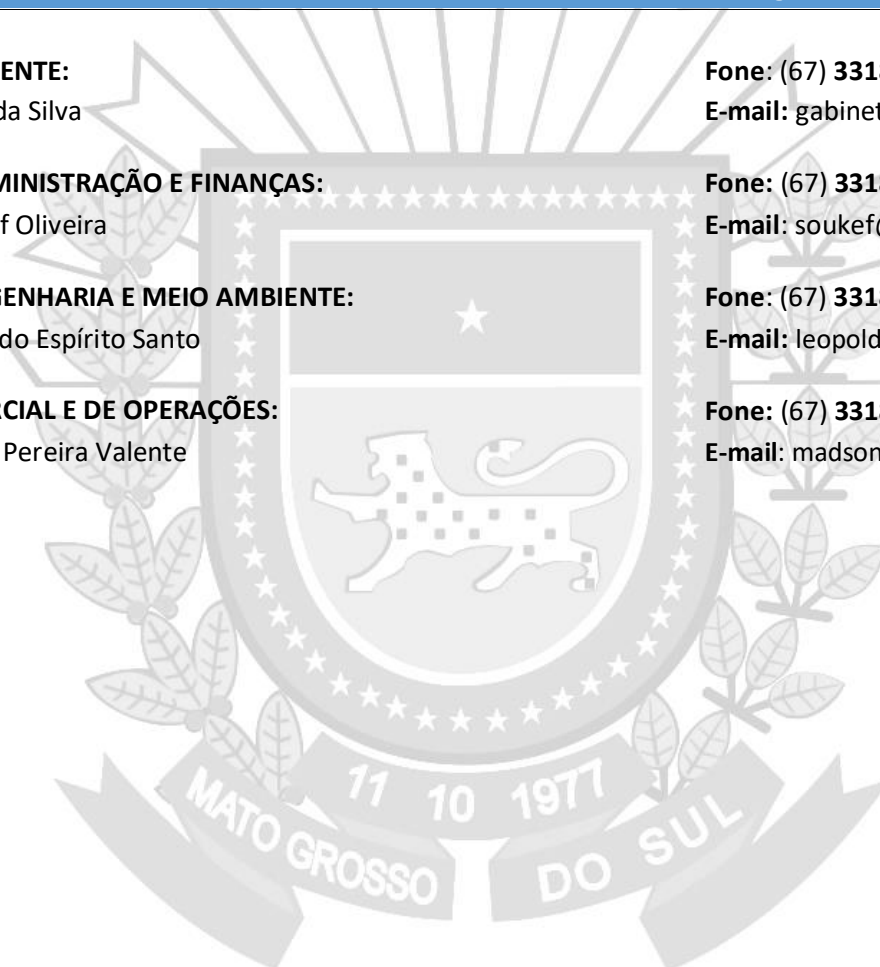 ENTE: Fone: (67) 331
da Silva E-mail: gabinet
MINISTRAÇÃO E FINANÇAS: Fone: (67) 331
f Oliveira E-mail: soukef@
GENHARIA E MEIO AMBIENTE: Fone: (67) 331
do Espírito Santo E-mail: leopold
RCIAL E DE OPERAÇÕES: Fone: (67) 331
Pereira Valente E-mail: madson
11 10 1977
MATO GROSSO DO SUL